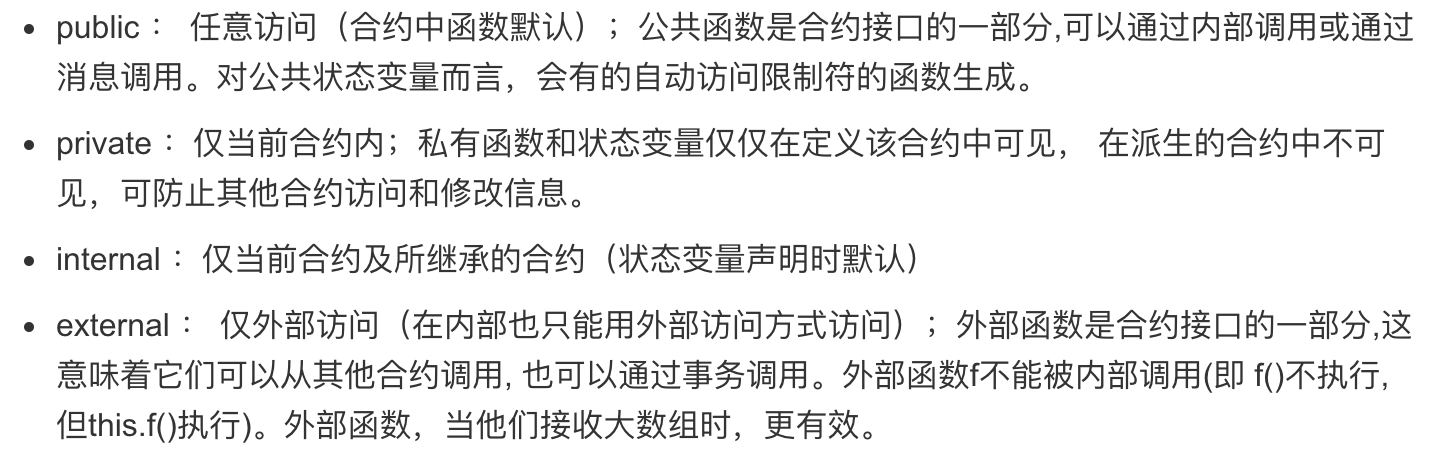 • public： 任意访问（合约中函数默认）；公共函数是合约接口的一部分,可以通过内部调用或通过
消息调用。对公共状态变量而言，会有的自动访问限制符的函数生成。
• private：仅当前合约内；私有函数和状态变量仅仅在定义该合约中可见， 在派生的合约中不可
见，可防止其他合约访问和修改信息。
• internal：仅当前合约及所继承的合约（状态变量声明时默认）
• external： 仅外部访问（在内部也只能用外部访问方式访问）；外部函数是合约接口的一部分,这
意味着它们可以从其他合约调用, 也可以通过事务调用。外部函数f不能被内部调用(即 f()不执行,
但this.f()执行)。外部函数，当他们接收大数组时，更有效。